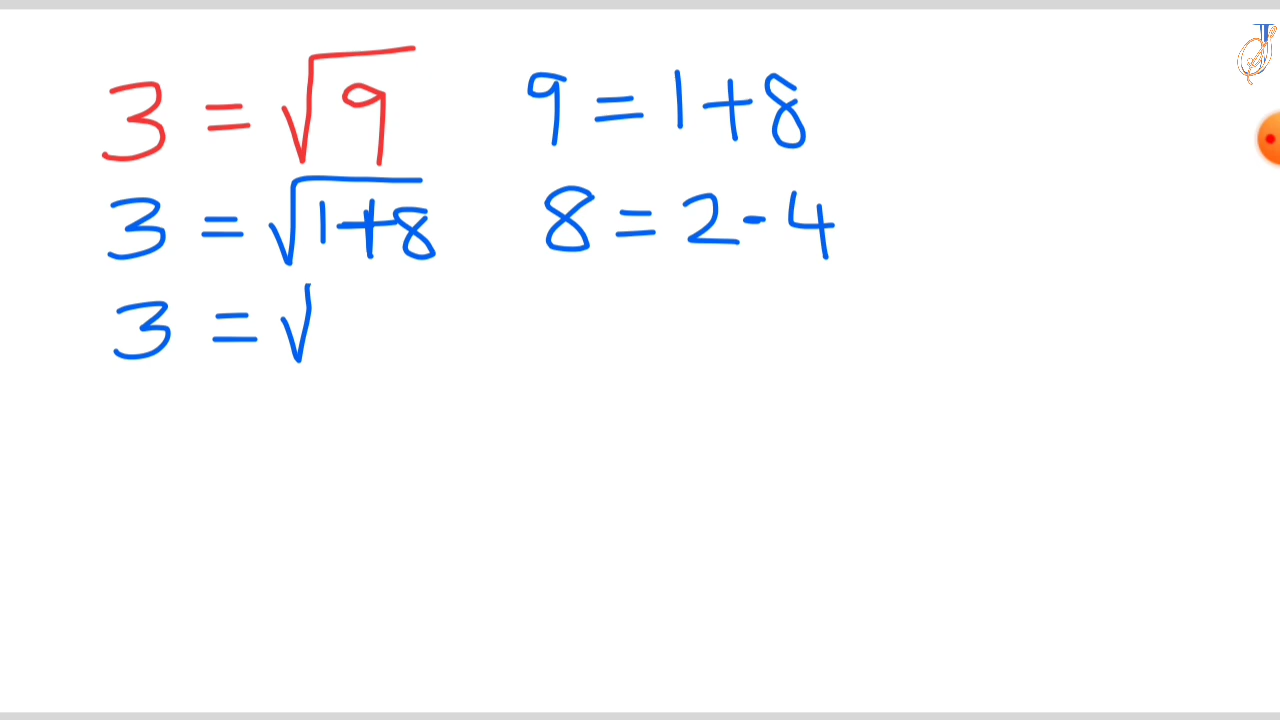 3 = √9 9 = 1+8
3 = √1+8 8 = 2·4
3 = √